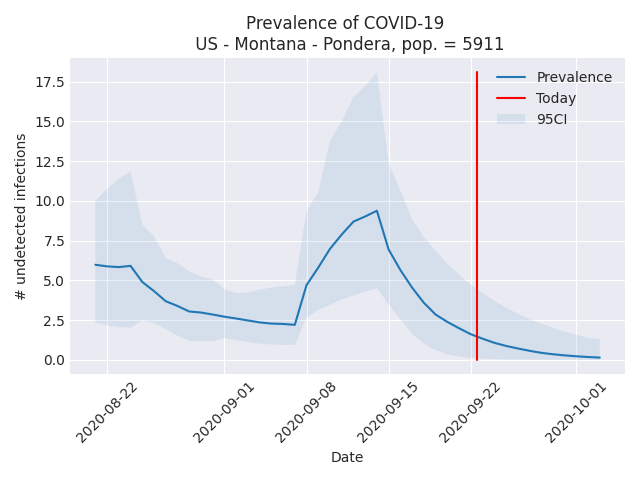 Prevalence of COVID-19
US - Montana - Pondera, pop. = 5911
17.5
15.0
12.5
10.0
7.5
5.0
2.5
0.0
# undetected infections
Prevalence
Today
95CI
2020-08-22
2020-09-01
2020-09-08
2020-09-15
2020-09-22
2020-10-01
Date